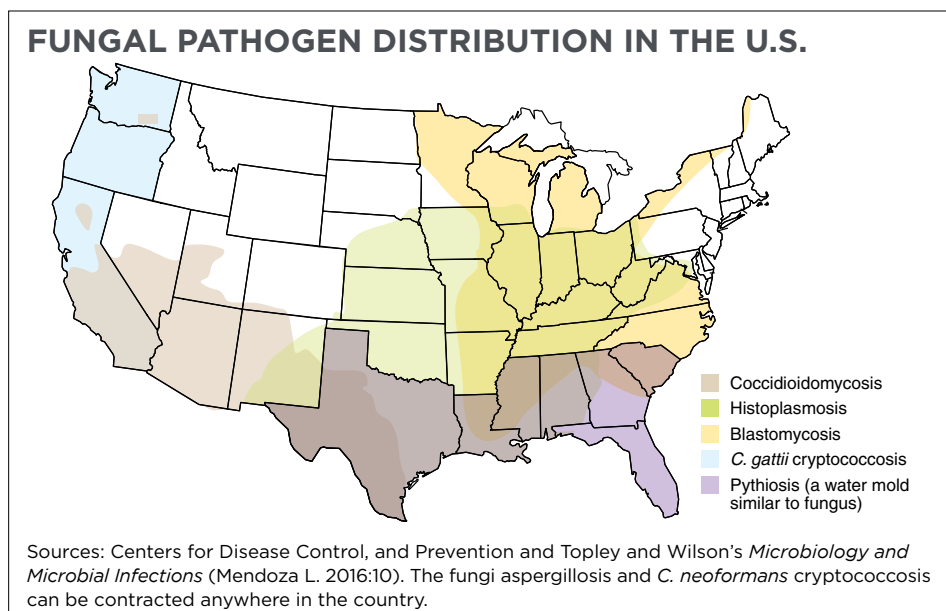 FUNGAL PATHOGEN DISTRIBUTION IN THE U.S.
Coccidioidomycosis
Histoplasmosis
Blastomycosis
C. gattii cryptococcosis
Pythiosis (a water mold
similar to fungus)
Sources: Centers for Disease Control, and Prevention and Topley and Wilson’s Microbiology and
Microbial Infections (Mendoza L. 2016:10). The fungi aspergillosis and C. neoformans cryptococcosis
can be contracted anywhere in the country.